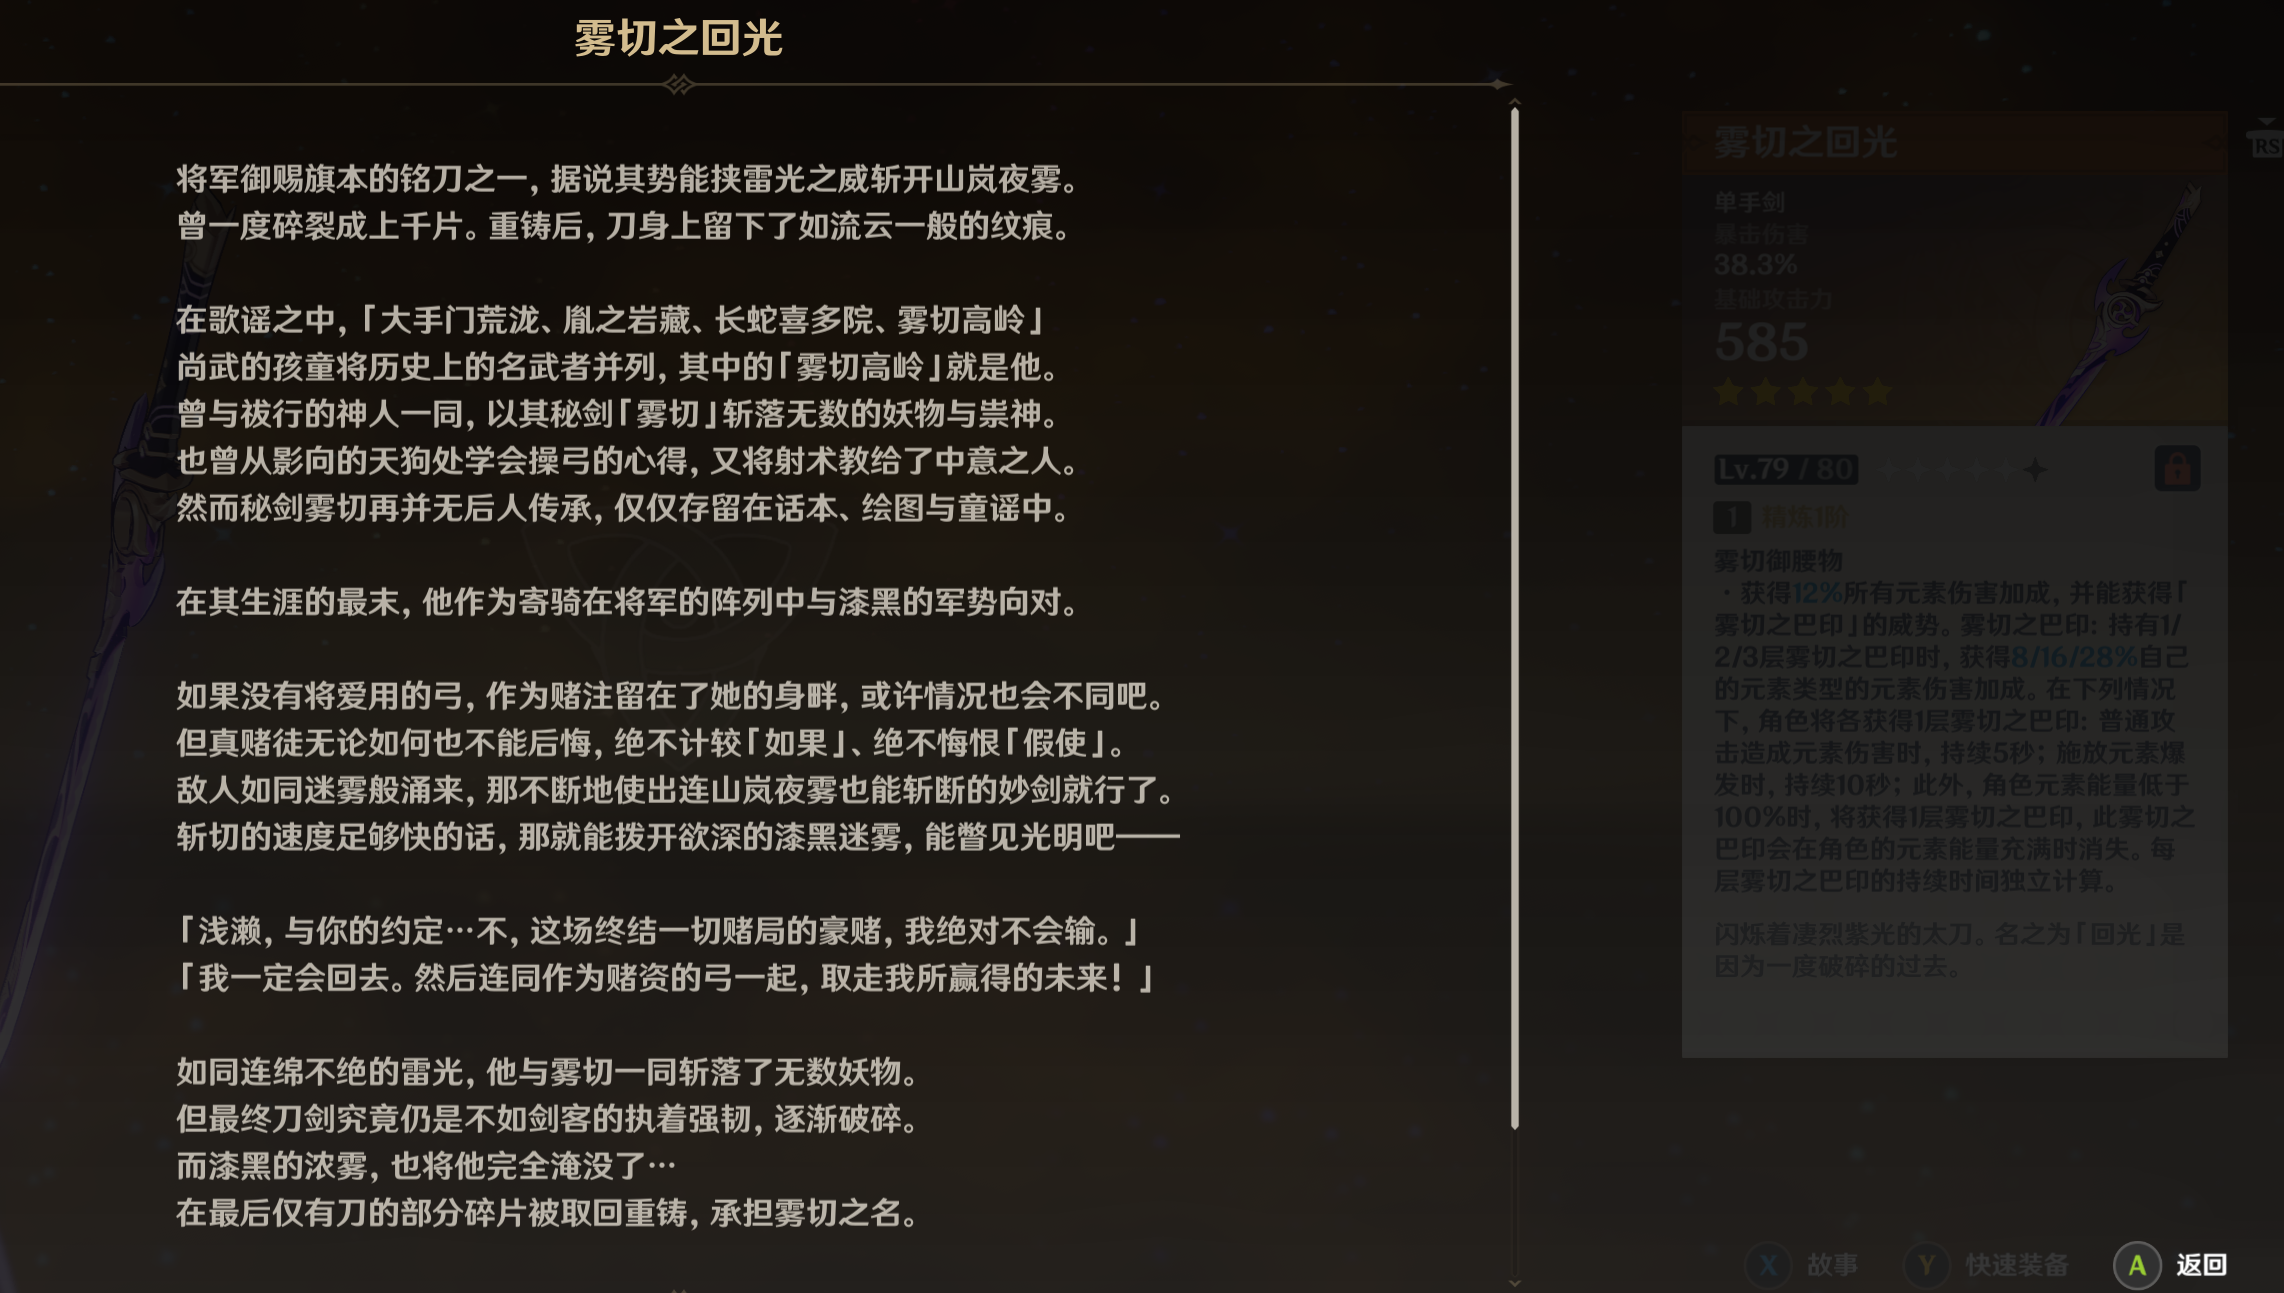 雾切之回光
将军御赐旗本的铭刀之一，据说其势能挟雷光之威斩开山岚夜雾。
曾一度碎裂成上千片。重铸后，刀身上留下了如流云一般的纹痕。
在歌谣之中，「大手门荒泷、胤之岩藏、长蛇喜多院、雾切高岭」
尚武的孩童将历史上的名武者并列，其中的「雾切高岭」就是他。
曾与祓行的神人一同，以其秘剑「雾切」斩落无数的妖物与祟神。
也曾从影向的天狗处学会操弓的心得，又将射术教给了中意之人。
然而秘剑雾切再并无后人传承，仅仅存留在话本、绘图与童谣中。
在其生涯的最末，他作为寄骑在将军的阵列中与漆黑的军势向对。
如果没有将爱用的弓，作为赌注留在了她的身畔，或许情况也会不同吧。
但真赌徒无论如何也不能后悔，绝不计较「如果」、绝不悔恨「假使」。
敌人如同迷雾般涌来，那不断地使出连山岚夜雾也能斩断的妙剑就行了。
斩切的速度足够快的话，那就能拨开欲深的漆黑迷雾，能瞥见光明吧——
「浅濑，与你的约定…不，这场终结一切赌局的豪赌，我绝对不会输。」
「我一定会回去。然后连同作为赌资的弓一起，取走我所赢得的未来！」
如同连绵不绝的雷光，他与雾切一同斩落了无数妖物。
但最终刀剑究竟仍是不如剑客的执着强韧，逐渐破碎。
而漆黑的浓雾，也将他完全淹没了…
在最后仅有刀的部分碎片被取回重铸，承担雾切之名。
雾切之回光
RS
单手剑
暴击伤害
38.3%
基础攻击力
585
Lv.79 / 80
1 精炼1阶
雾切御腰物
·获得12%所有元素伤害加成，并能获得「
雾切之巴印」的威势。雾切之巴印：持有1/
2/3层雾切之巴印时，获得8/16/28%自己
的元素类型的元素伤害加成。在下列情况
下，角色将各获得1层雾切之巴印：普通攻
击造成元素伤害时，持续5秒；施放元素爆
发时，持续10秒；此外，角色元素能量低于
100%时，将获得1层雾切之巴印，此雾切之
巴印会在角色的元素能量充满时消失。每
层雾切之巴印的持续时间独立计算。
闪烁着凄烈紫光的太刀。名之为「回光」是
因为一度破碎的过去。
X 故事 Y 快速装备 A 返回